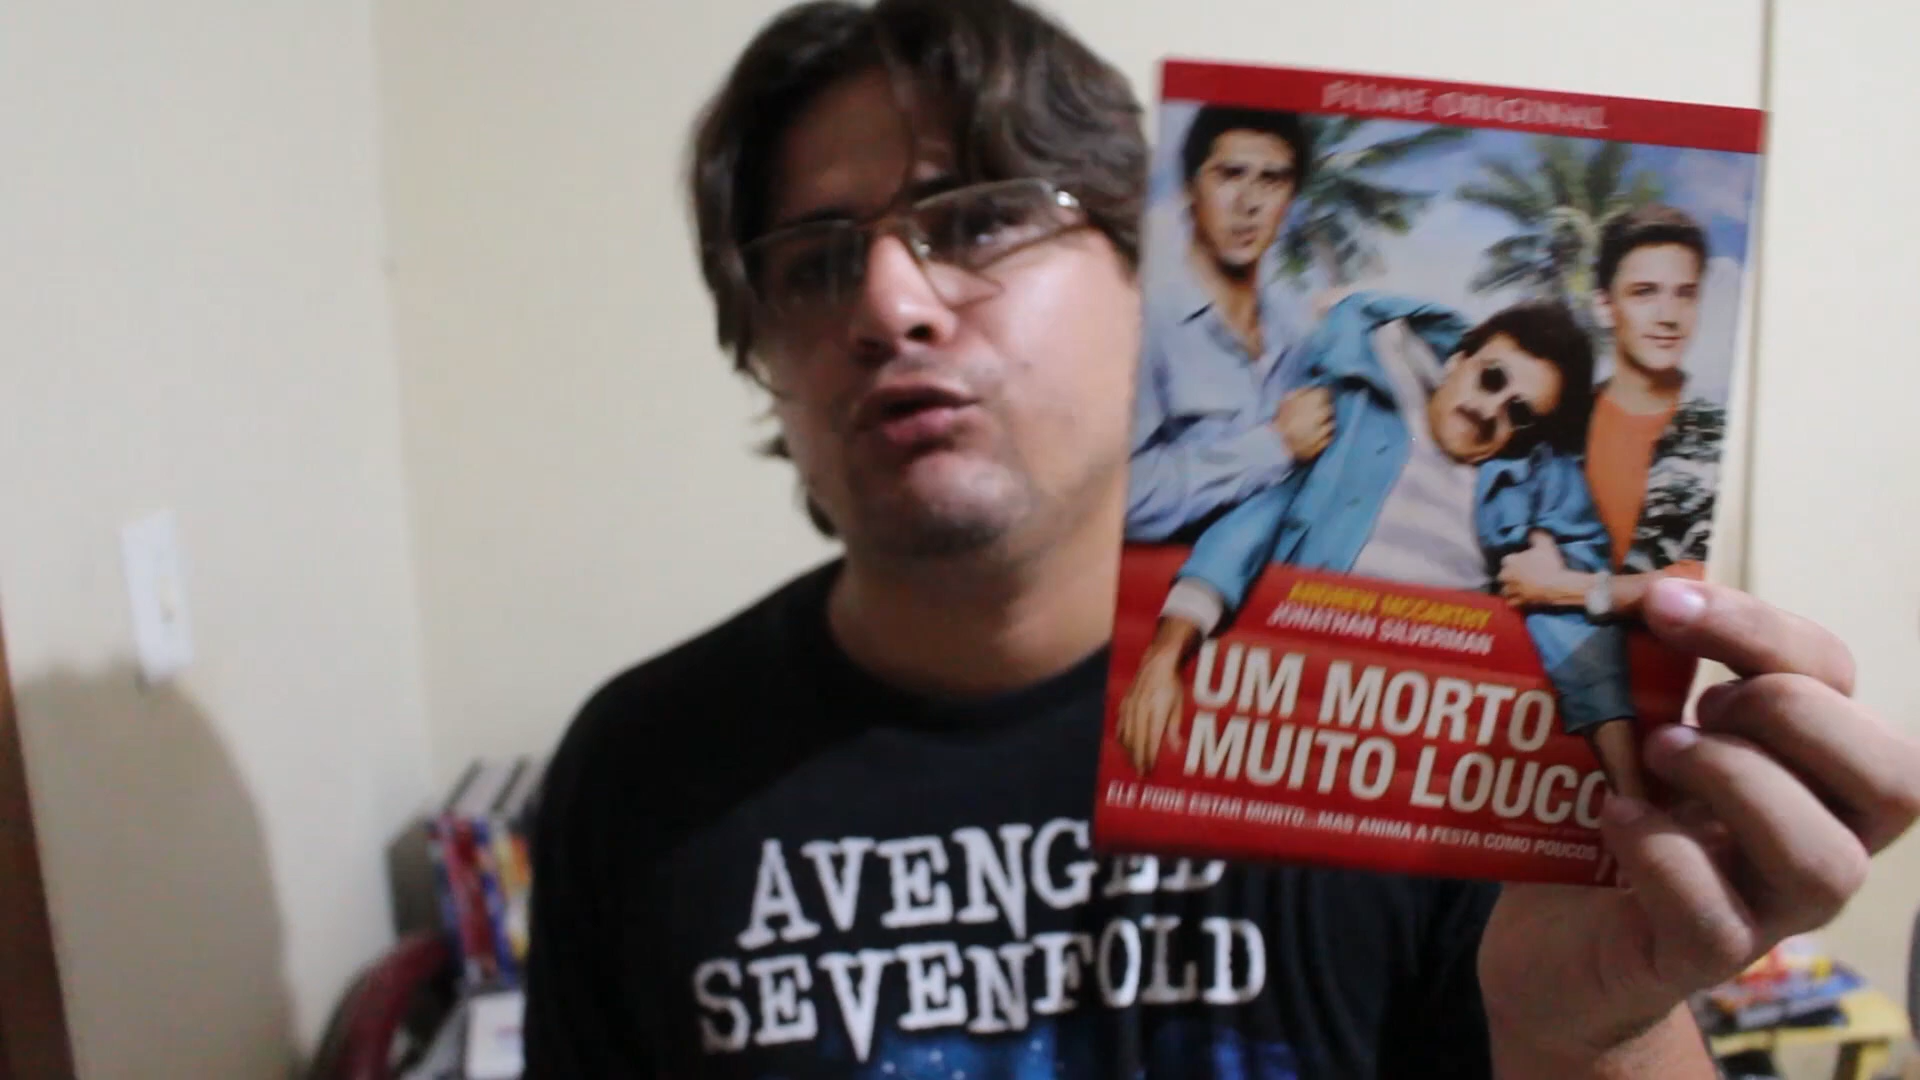 FILME ORIGINAL
ANDREW MCCARTHY
JONATHAN SILVERMAN
UM MORTO
MUITO LOUCO
ELE PODE ESTAR MORTO...MAS ANIMA A FESTA COMO POUCOS
AVENGED
SEVENFOLD